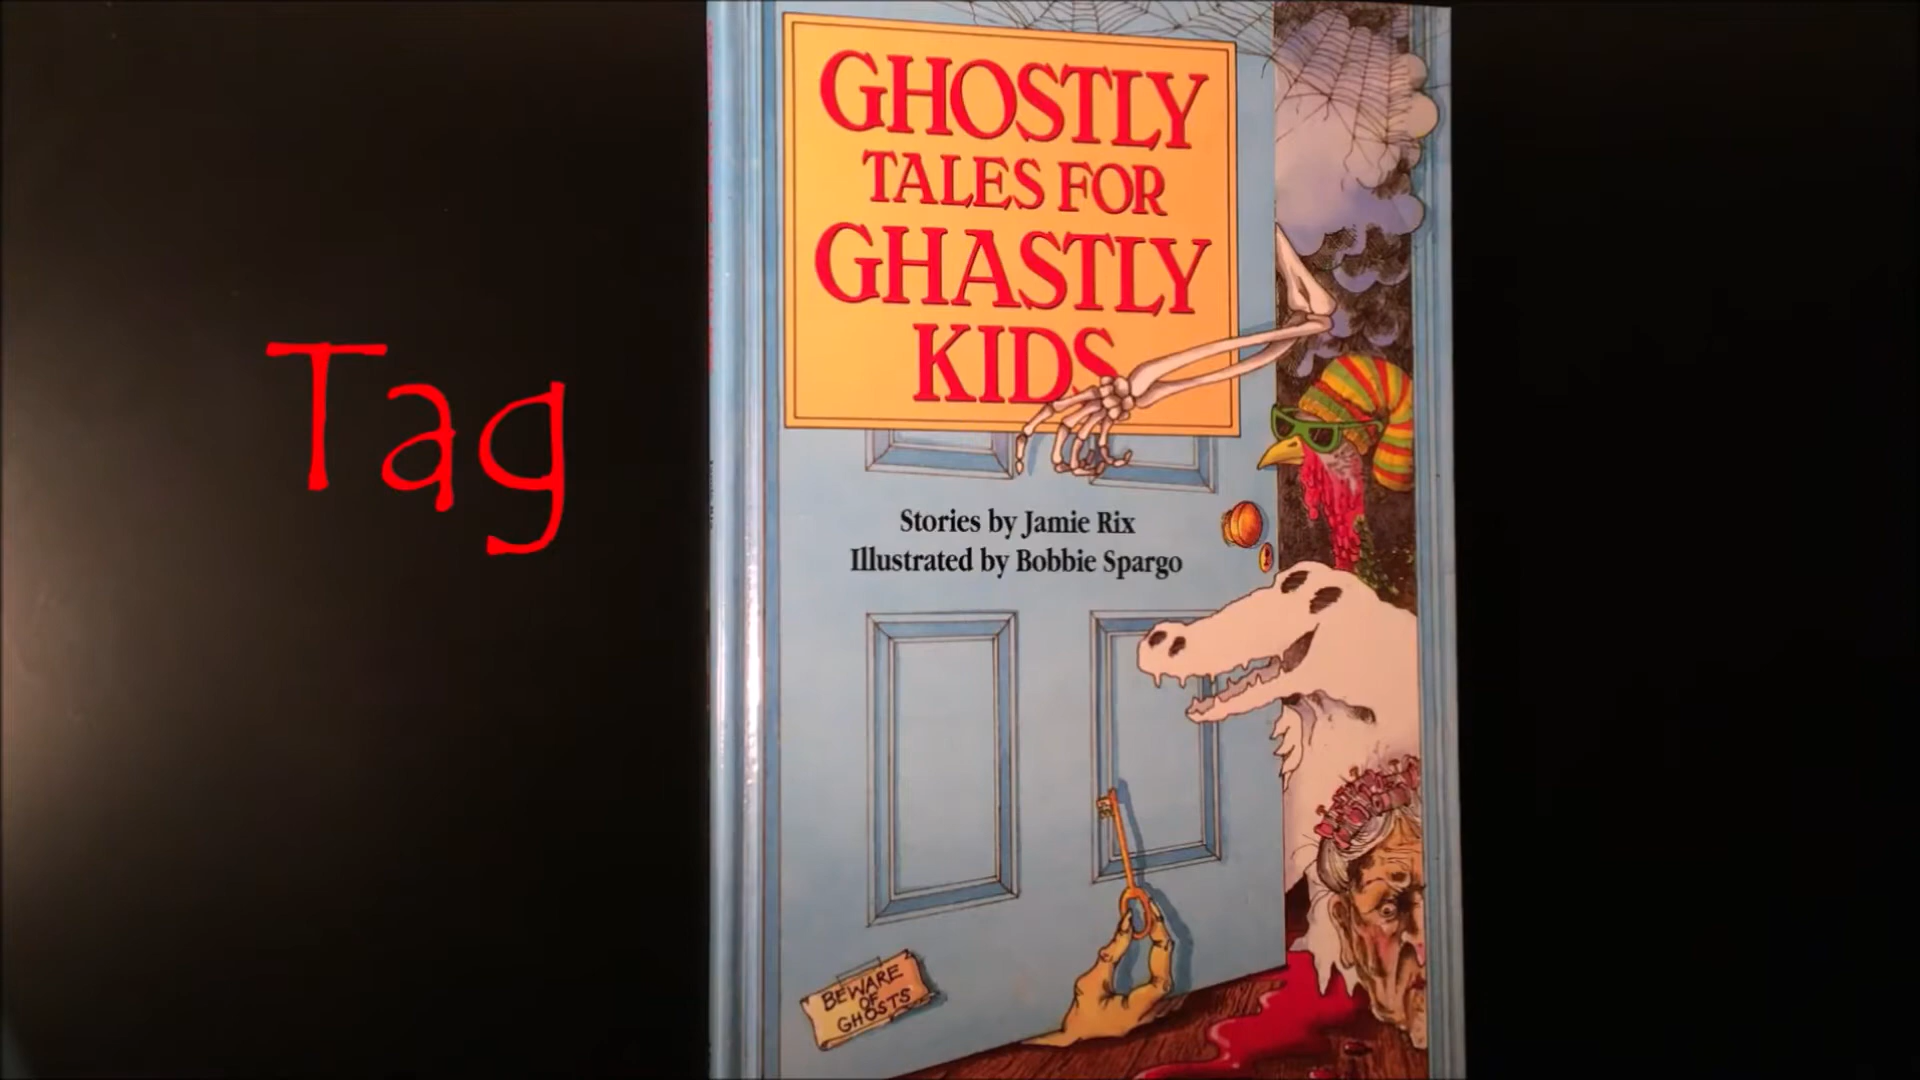 Tag
GHOSTLY
TALES FOR
GHASTLY
KIDS
Stories by Jamie Rix
Illustrated by Bobbie Spargo
BEWARE
OF
GHOSTS